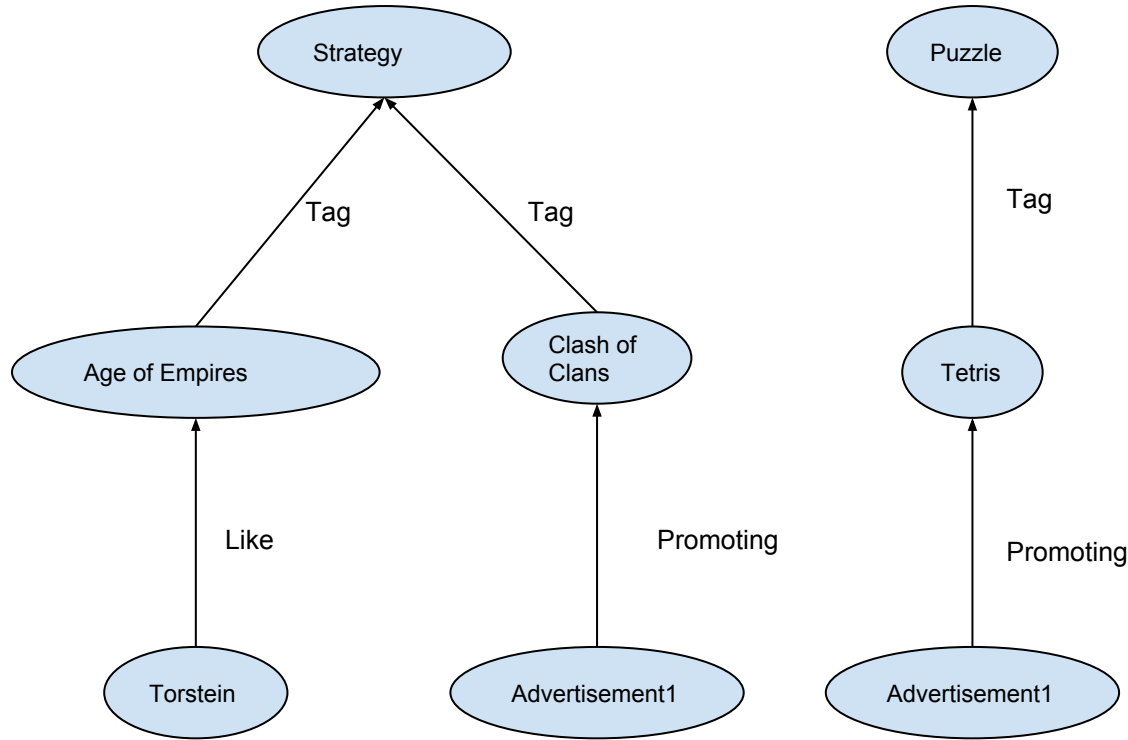 Strategy
Puzzle
Tag
Tag
Tag
Age of Empires
Clash of
Clans
Tetris
Like
Promoting
Promoting
Torstein
Advertisement1
Advertisement1